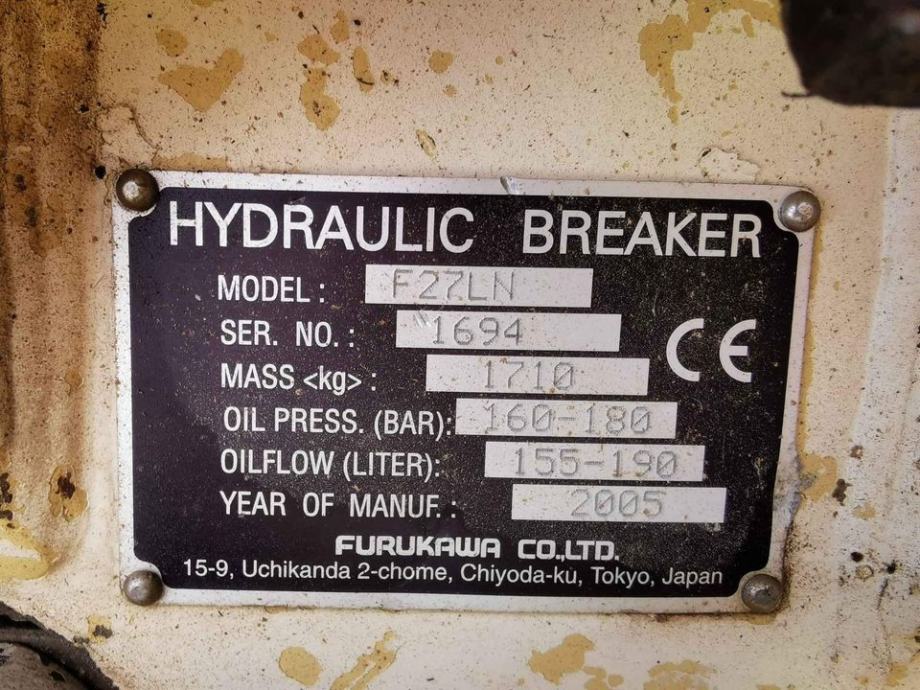 HYDRAULIC BREAKER
MODEL: F27LN
SER. NO.: 1694
MASS <kg>: 1710
OIL PRESS. (BAR): 160-180
OILFLOW (LITER): 155-190
YEAR OF MANUF.: 2005
CE
FURUKAWA CO.,LTD.
15-9, Uchikanda 2-chome, Chiyoda-ku, Tokyo, Japan